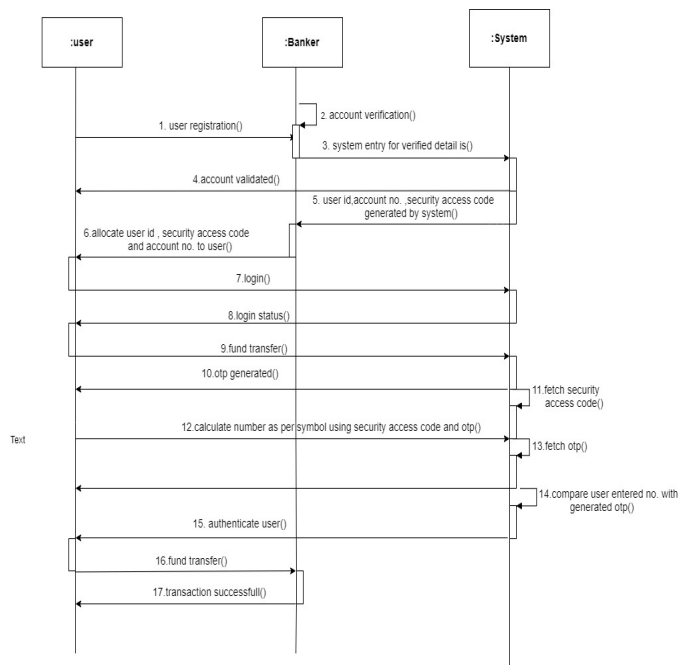 :user
:Banker
:System
2. account verification()
1. user registration()
3. system entry for verified detail is()
4.account validated()
5. user id,account no. ,security access code
generated by system()
6.allocate user id , security access code
and account no. to user()
7.login()
8.login status()
9.fund transfer()
10.otp generated()
11.fetch security
access code()
12.calculate number as per symbol using security access code and otp()
Text
13.fetch otp()
14.compare user entered no. with
generated otp()
15. authenticate user()
16.fund transfer()
17.transaction successfull()